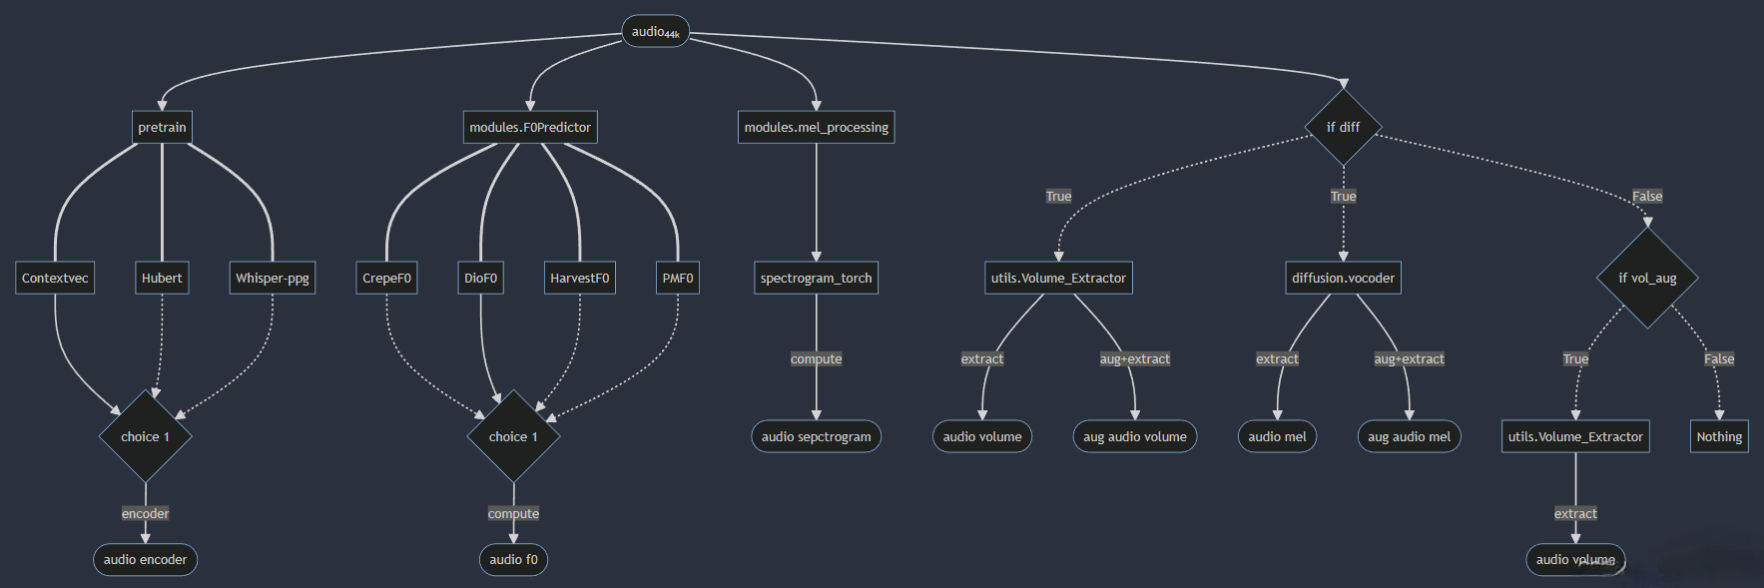 audio44k
pretrain
modules.F0Predictor
modules.mel_processing
if diff
True
True
False
Contextvec
Hubert
Whisper-ppg
CrepeF0
DioF0
HarvestF0
PMF0
spectrogram_torch
utils.Volume_Extractor
diffusion.vocoder
if vol_aug
compute
extract
aug+extract
extract
aug+extract
True
False
choice 1
choice 1
audio sepctrogram
audio volume
aug audio volume
audio mel
aug audio mel
utils.Volume_Extractor
Nothing
encoder
compute
extract
audio encoder
audio f0
audio volume